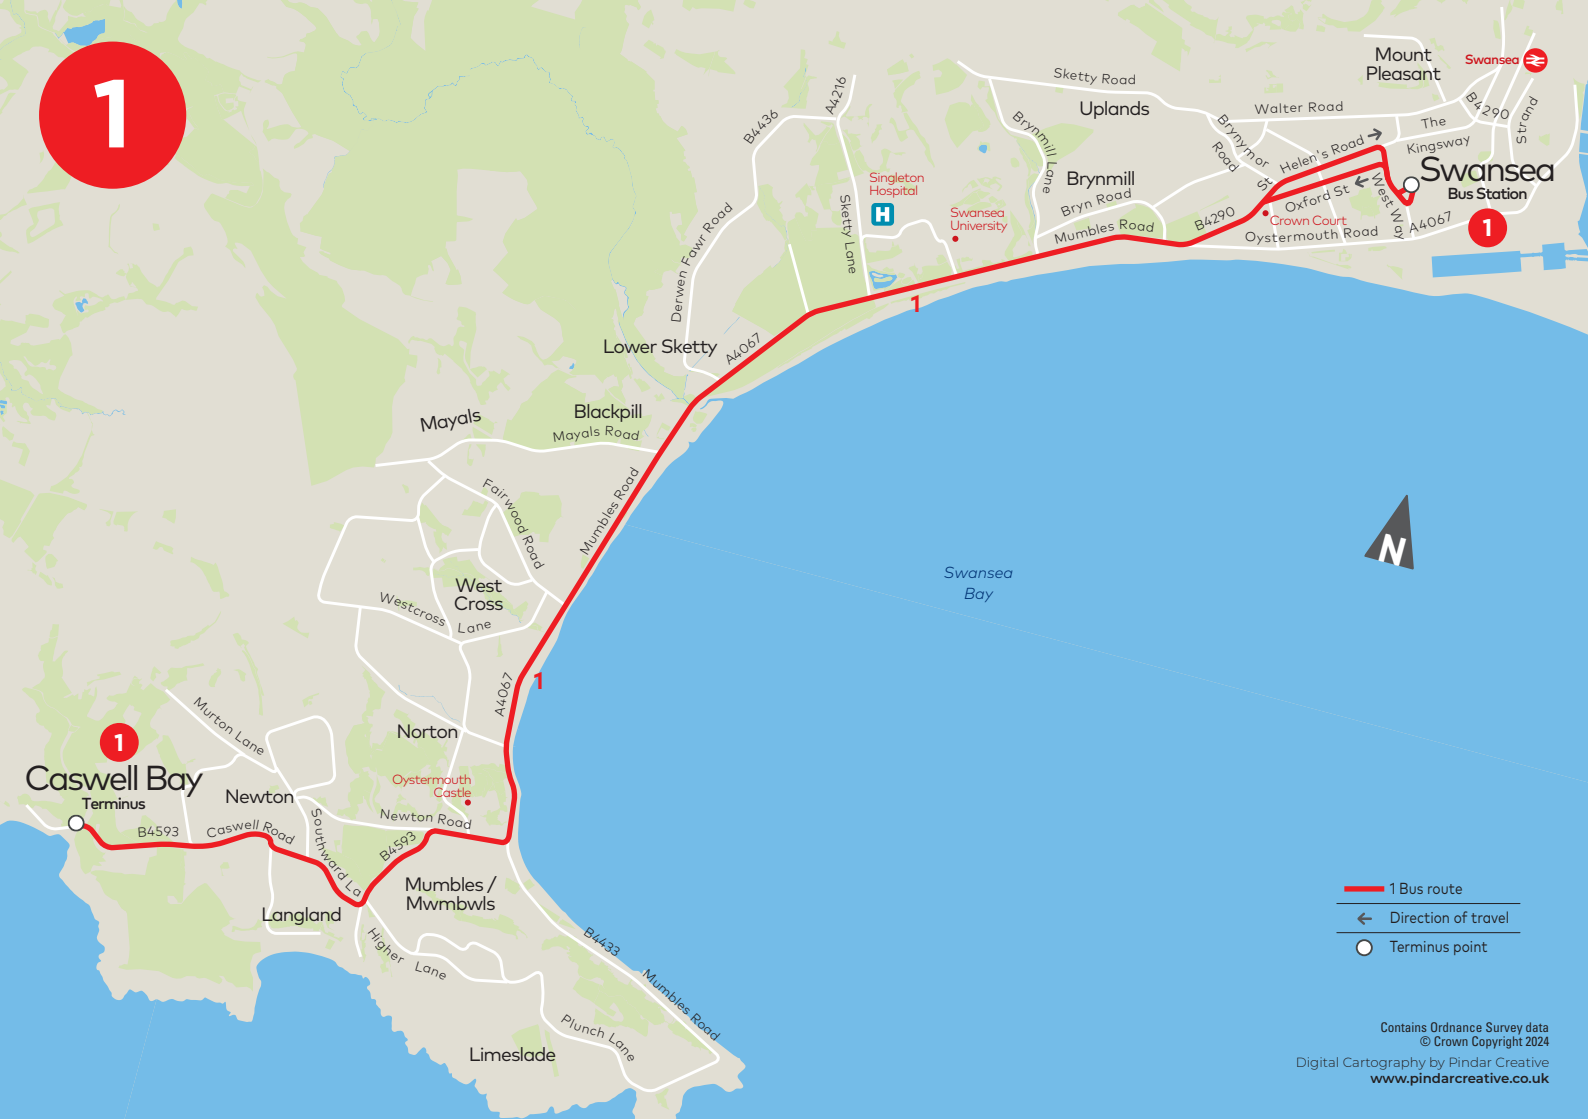 1
Mount
Pleasant
Swansea
Sketty Road
Uplands
Walter Road
B4290
Strand
The
Kingsway
A4216
B4436
Brynmill Lane
Brynmor
Road
St Helen's Road
Swansea
Bus Station
1
Singleton
Hospital
H
Brynmill
Bryn Road
Oxford St
West Way
Swansea
University
Sketty Lane
Mumbles Road
B4290
Crown Court
Oystermouth Road
A4067
Derwen Fawr Road
1
Lower Sketty
A4067
Blackpill
Mayals
Mayals Road
Fairwood Road
Mumbles Road
N
Swansea
Bay
West
Cross
Westcross Lane
A4067
1
Murton Lane
Norton
1
Caswell Bay
Terminus
Oystermouth
Castle
Newton
Newton Road
B4593
Caswell Road
Southward La
B4593
Mumbles /
Mwmbwls
Langland
Higher Lane
B4433
Mumbles Road
Plunch Lane
Limeslade
1 Bus route
Direction of travel
Terminus point
Contains Ordnance Survey data
© Crown Copyright 2024
Digital Cartography by Pindar Creative
www.pindarcreative.co.uk